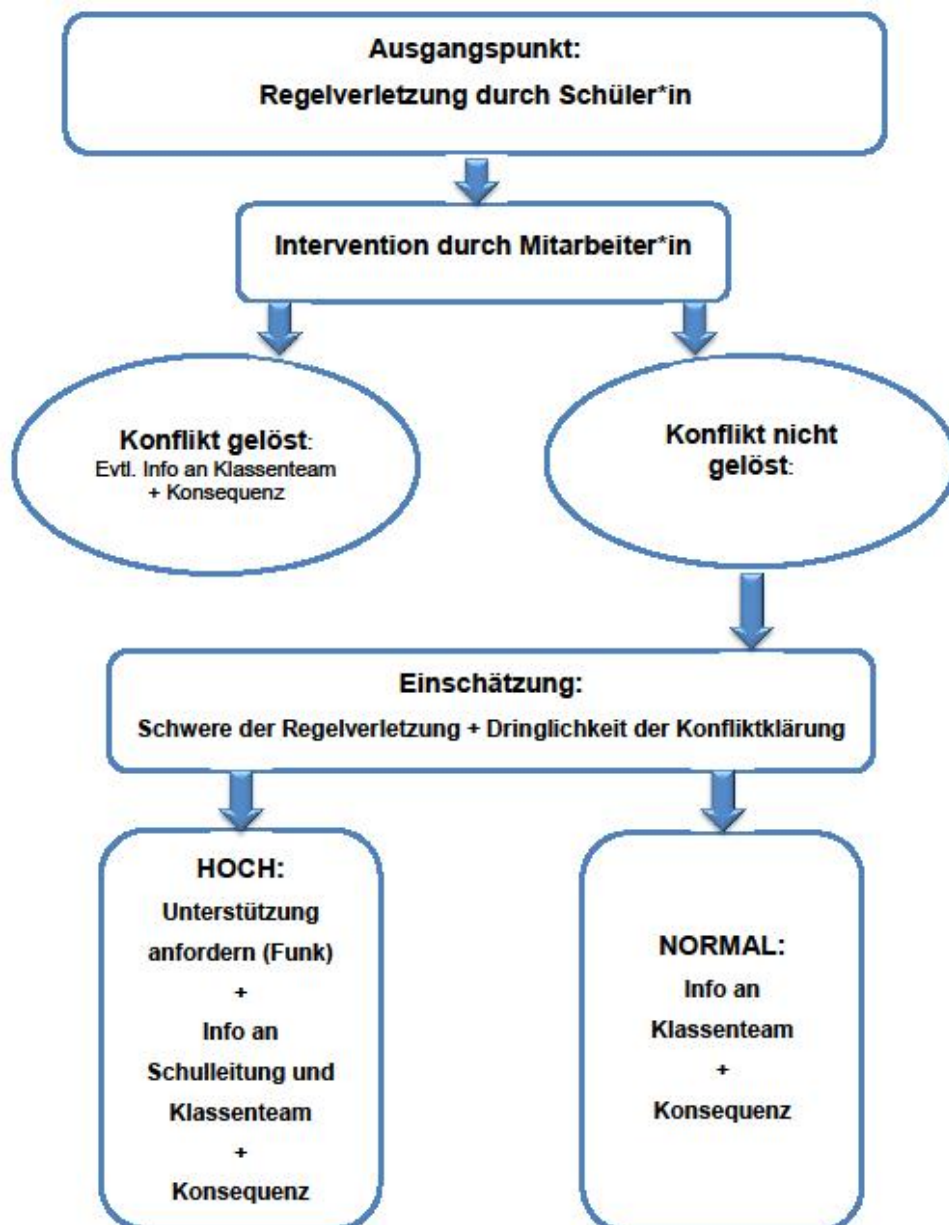 Ausgangspunkt:
Regelverletzung durch Schüler*in
Intervention durch Mitarbeiter*in
Konflikt gelöst:
Evtl. Info an Klassenteam
+ Konsequenz
Konflikt nicht
gelöst:
Einschätzung:
Schwere der Regelverletzung + Dringlichkeit der Konfliktklärung
HOCH:
Unterstützung
anfordern (Funk)
+
Info an
Schulleitung und
Klassenteam
+
Konsequenz
NORMAL:
Info an
Klassenteam
+
Konsequenz